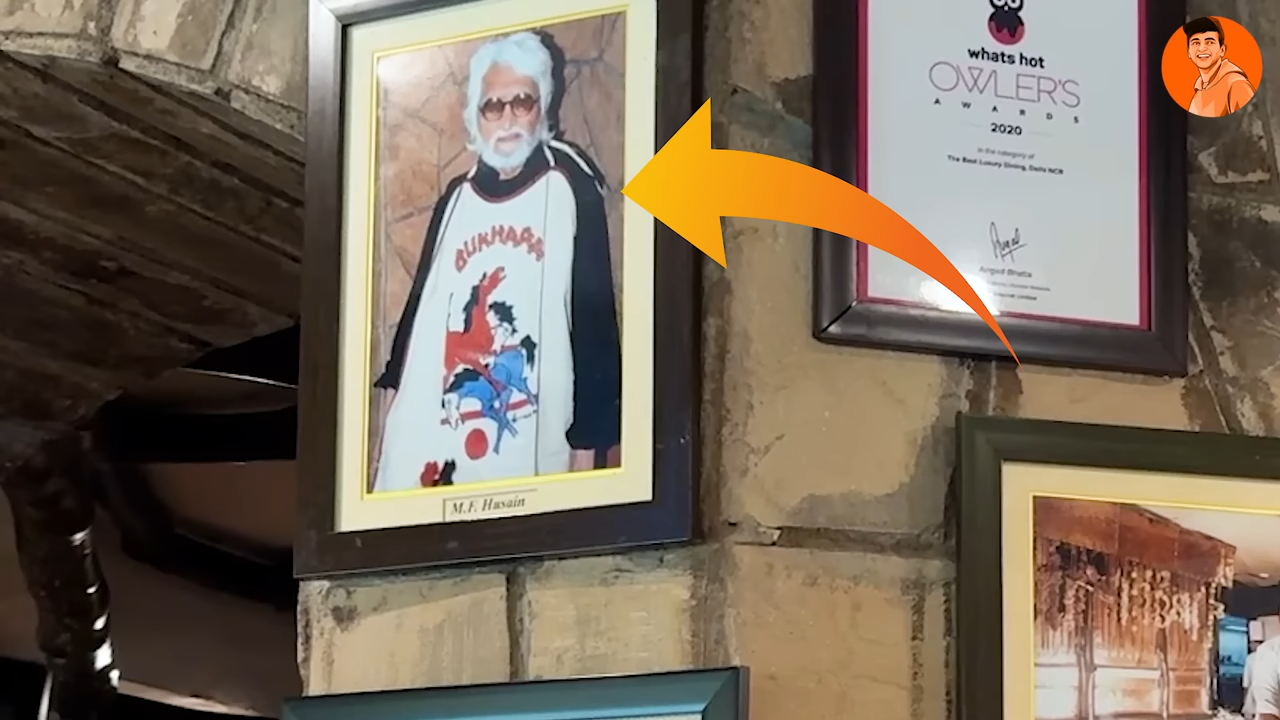 BUKHARA
M.F. Husain
whats hot
OWLER'S
AWARDS
2020
in the category of
The Best Luxury Dining, Delhi NCR
Angad Bhatia